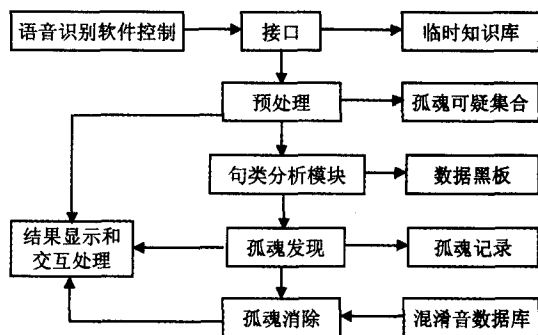 语音识别软件控制
接口
临时知识库
预处理
孤魂可疑集合
句类分析模块
数据黑板
结果显示和
交互处理
孤魂发现
孤魂记录
孤魂消除
混淆音数据库